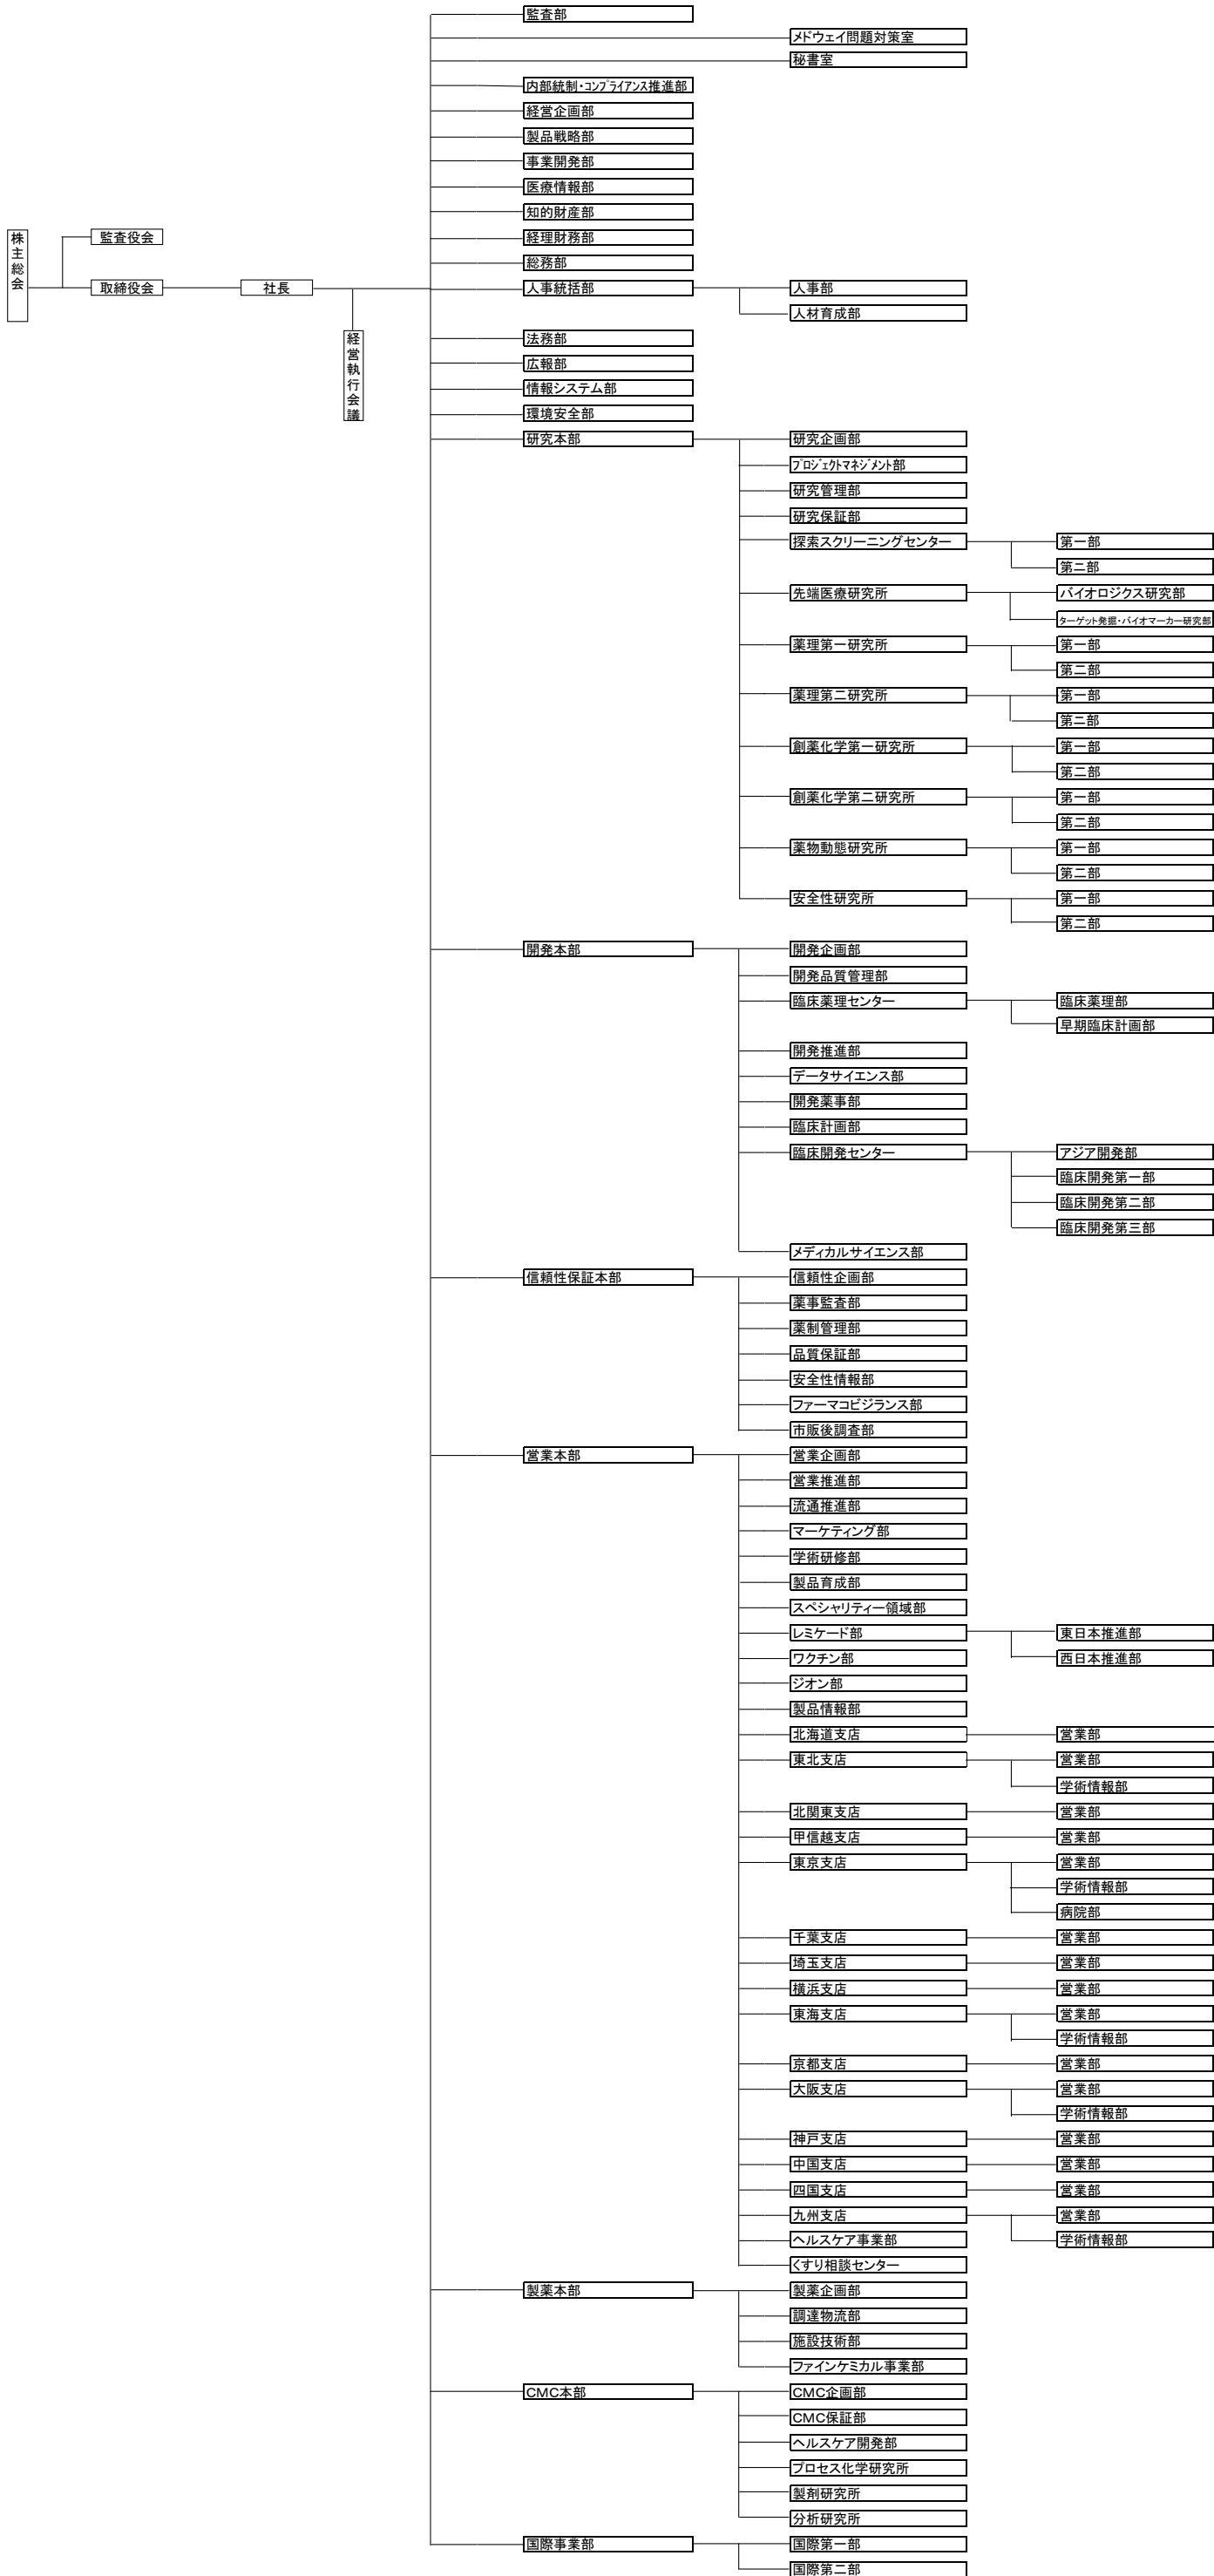 監査部
メドウェイ問題対策室
秘書室
内部統制・コンプライアンス推進部
経営企画部
製品戦略部
事業開発部
医療情報部
知的財産部
株主総会
監査役会
経理財務部
総務部
取締役会
社長
人事統括部
人事部
人材育成部
経営執行会議
法務部
広報部
情報システム部
環境安全部
研究本部
研究企画部
プロジェクトマネジメント部
研究管理部
研究保証部
探索スクリーニングセンター
第一部
第二部
先端医療研究所
バイオロジクス研究部
ターゲット発掘・バイオマーカー研究部
薬理第一研究所
第一部
第二部
薬理第二研究所
第一部
第二部
創薬化学第一研究所
第一部
第二部
創薬化学第二研究所
第一部
第二部
薬物動態研究所
第一部
第二部
安全性研究所
第一部
第二部
開発本部
開発企画部
開発品質管理部
臨床薬理センター
臨床薬理部
早期臨床計画部
開発推進部
データサイエンス部
開発薬事部
臨床計画部
臨床開発センター
アジア開発部
臨床開発第一部
臨床開発第二部
臨床開発第三部
メディカルサイエンス部
信頼性保証本部
信頼性企画部
薬事監査部
薬制管理部
品質保証部
安全性情報部
ファーマコビジランス部
市販後調査部
営業本部
営業企画部
営業推進部
流通推進部
マーケティング部
学術研修部
製品育成部
スペシャリティー領域部
レミケード部
東日本推進部
西日本推進部
ワクチン部
ジオン部
製品情報部
北海道支店
営業部
東北支店
営業部
学術情報部
北関東支店
営業部
甲信越支店
営業部
東京支店
営業部
学術情報部
病院部
千葉支店
営業部
埼玉支店
営業部
横浜支店
営業部
東海支店
営業部
学術情報部
京都支店
営業部
大阪支店
営業部
学術情報部
神戸支店
営業部
中国支店
営業部
四国支店
営業部
九州支店
営業部
学術情報部
ヘルスケア事業部
くすり相談センター
製薬本部
製薬企画部
調達物流部
施設技術部
ファインケミカル事業部
CMC本部
CMC企画部
CMC保証部
ヘルスケア開発部
プロセス化学研究所
製剤研究所
分析研究所
国際事業部
国際第一部
国際第二部